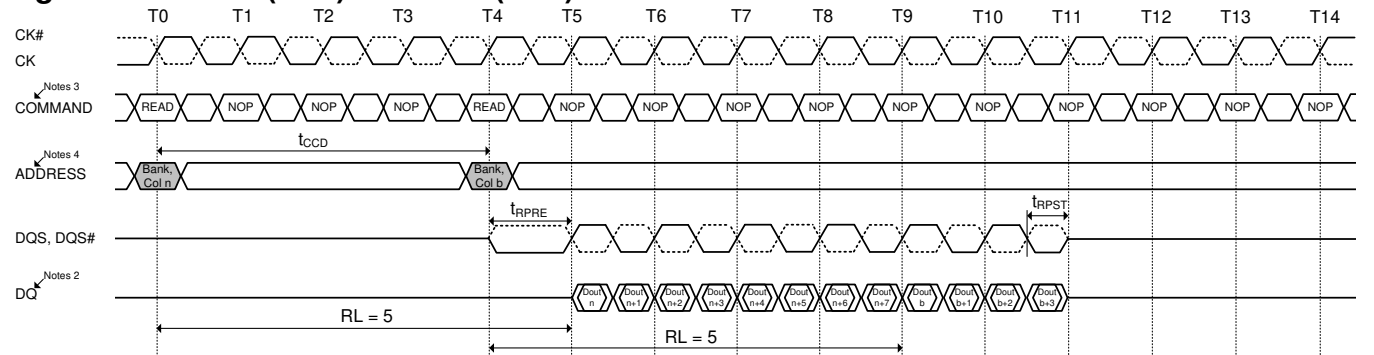 T0 T1 T2 T3 T4 T5 T6 T7 T8 T9 T10 T11 T12 T13 T14
CK#
CK
Notes 3
COMMAND
READ NOP NOP NOP READ NOP NOP NOP NOP NOP NOP NOP NOP NOP NOP
tCCD
Notes 4
ADDRESS
Bank, Col n
Bank, Col b
tRPRE
tRPST
DQS, DQS#
Notes 2
DQ
Dout n
Dout n+1
Dout n+2
Dout n+3
Dout n+4
Dout n+5
Dout n+6
Dout n+7
Dout b
Dout b+1
Dout b+2
Dout b+3
RL = 5
RL = 5